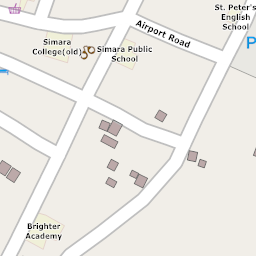 St. Peter's
English
School
Airport Road
P
Simara
College(old)
Simara Public
School
Brighter
Academy